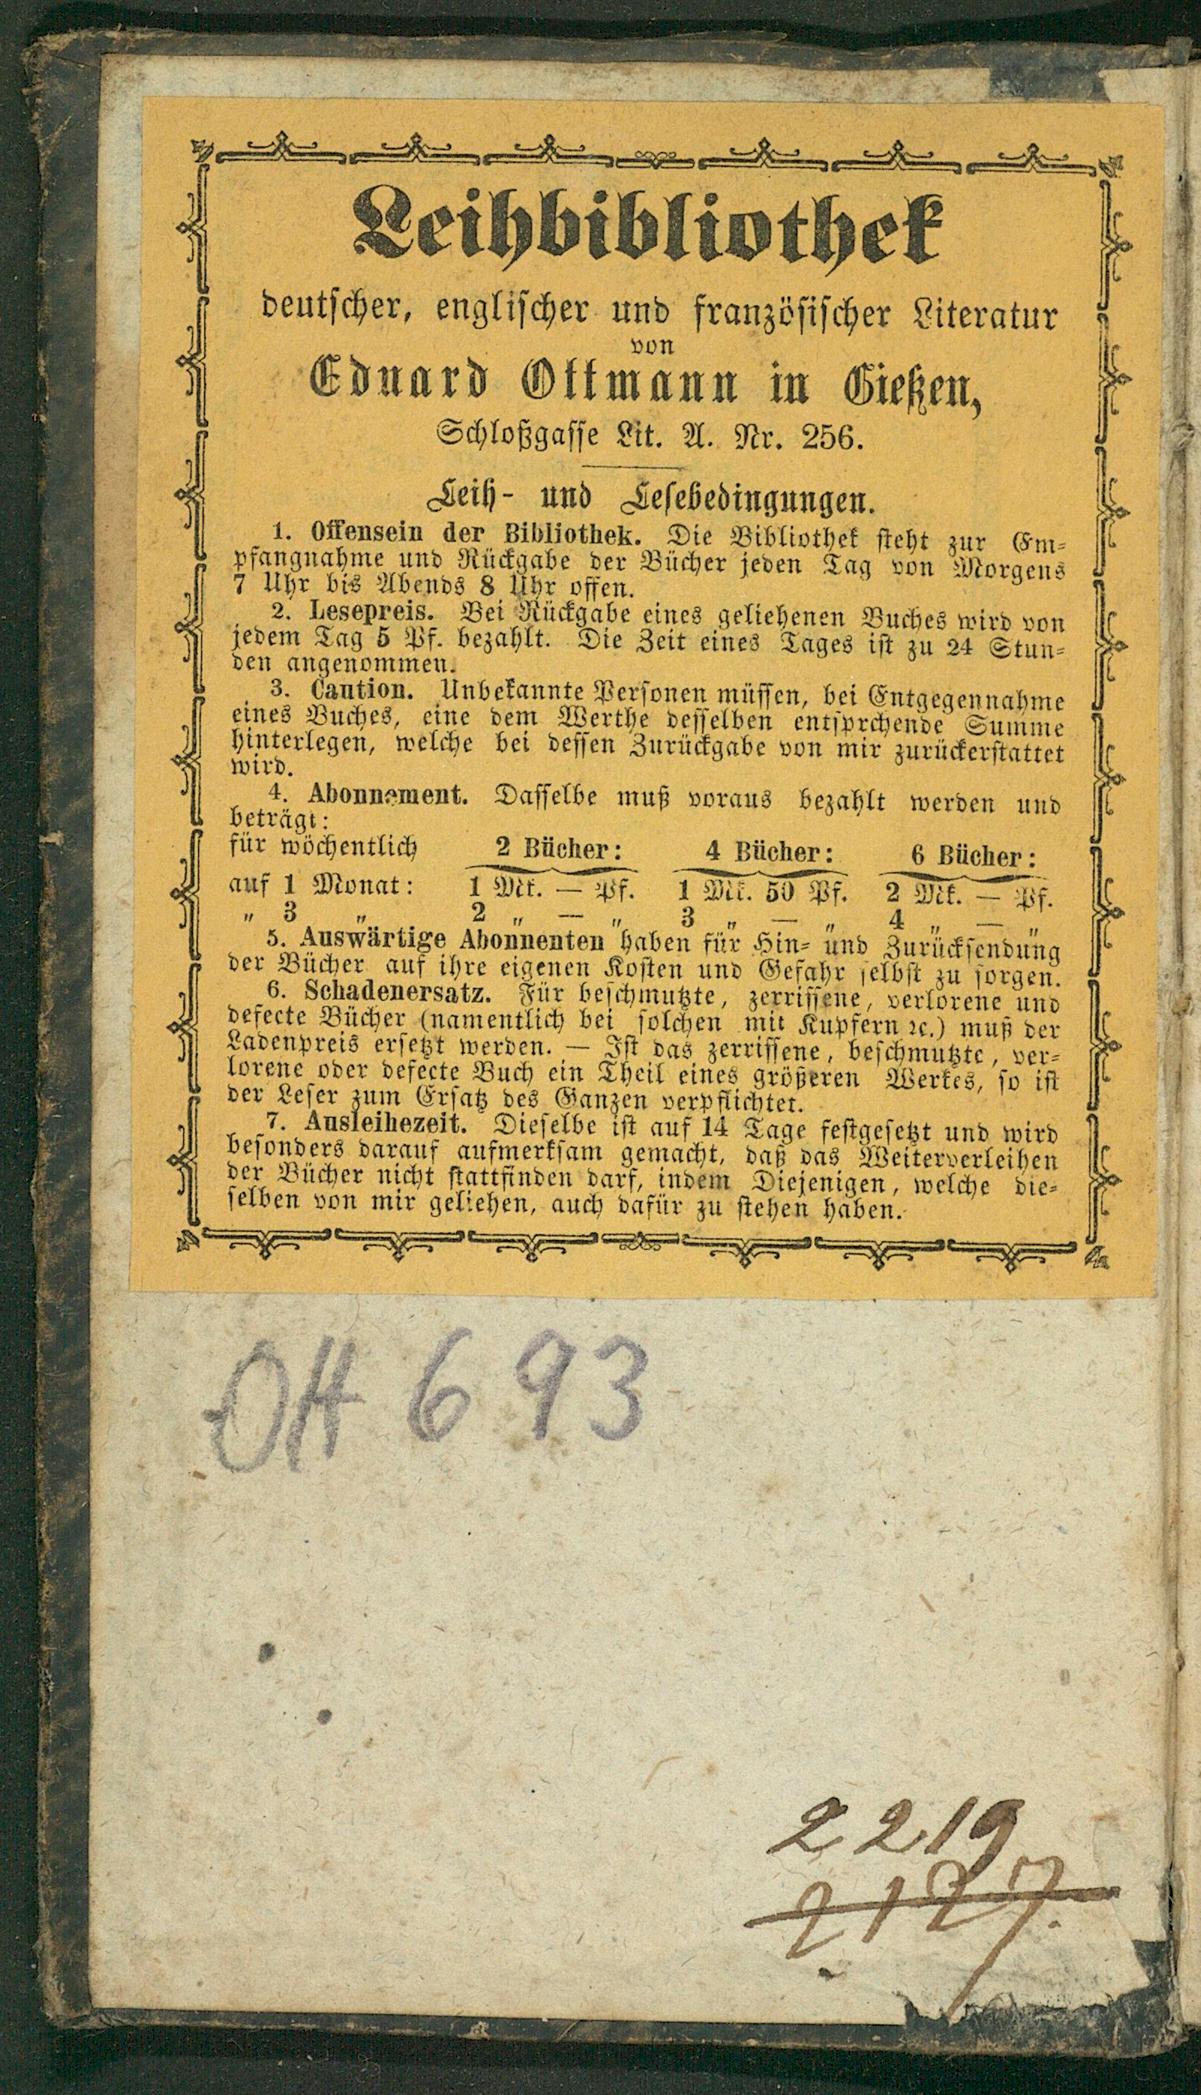 Leihbibliothek
deutscher, englischer und französischer Literatur
von
Eduard Ottmann in Gießen,
Schloßgasse Lit. A. Nr. 256.
Leih- und Lesebedingungen.
1. Offensein der Bibliothek. Die Bibliothek steht zur Em-
pfangnahme und Rückgabe der Bücher jeden Tag von Morgens
7 Uhr bis Abends 8 Uhr offen.
2. Lesepreis. Bei Rückgabe eines geliehenen Buches wird von
jedem Tag 5 Pf. bezahlt. Die Zeit eines Tages ist zu 24 Stun-
den angenommen.
3. Caution. Unbekannte Personen müssen, bei Entgegennahme
eines Buches, eine dem Werthe desselben entsprchende Summe
hinterlegen, welche bei dessen Zurückgabe von mir zurückerstattet
wird.
4. Abonnement. Dasselbe muß voraus bezahlt werden und
beträgt:
für wöchentlich 2 Bücher: 4 Bücher: 6 Bücher:
auf 1 Monat: 1 Mk. — Pf. 1 Mk. 50 Pf. 2 Mk. — Pf.
„ 3 „ 2 „ — „ 3 „ — „ 4 „ — „
5. Auswärtige Abonnenten haben für Hin- und Zurücksendung
der Bücher auf ihre eigenen Kosten und Gefahr selbst zu sorgen.
6. Schadenersatz. Für beschmutzte, zerrissene, verlorene und
defecte Bücher (namentlich bei solchen mit Kupfern ꝛc.) muß der
Ladenpreis ersetzt werden. — Ist das zerrissene, beschmutzte, ver-
lorene oder defecte Buch ein Theil eines größeren Werkes, so ist
der Leser zum Ersatz des Ganzen verpflichtet.
7. Ausleihezeit. Dieselbe ist auf 14 Tage festgesetzt und wird
besonders darauf aufmerksam gemacht, daß das Weiterverleihen
der Bücher nicht stattfinden darf, indem Diejenigen, welche die-
selben von mir geliehen, auch dafür zu stehen haben.
OH 693
2219
2127.